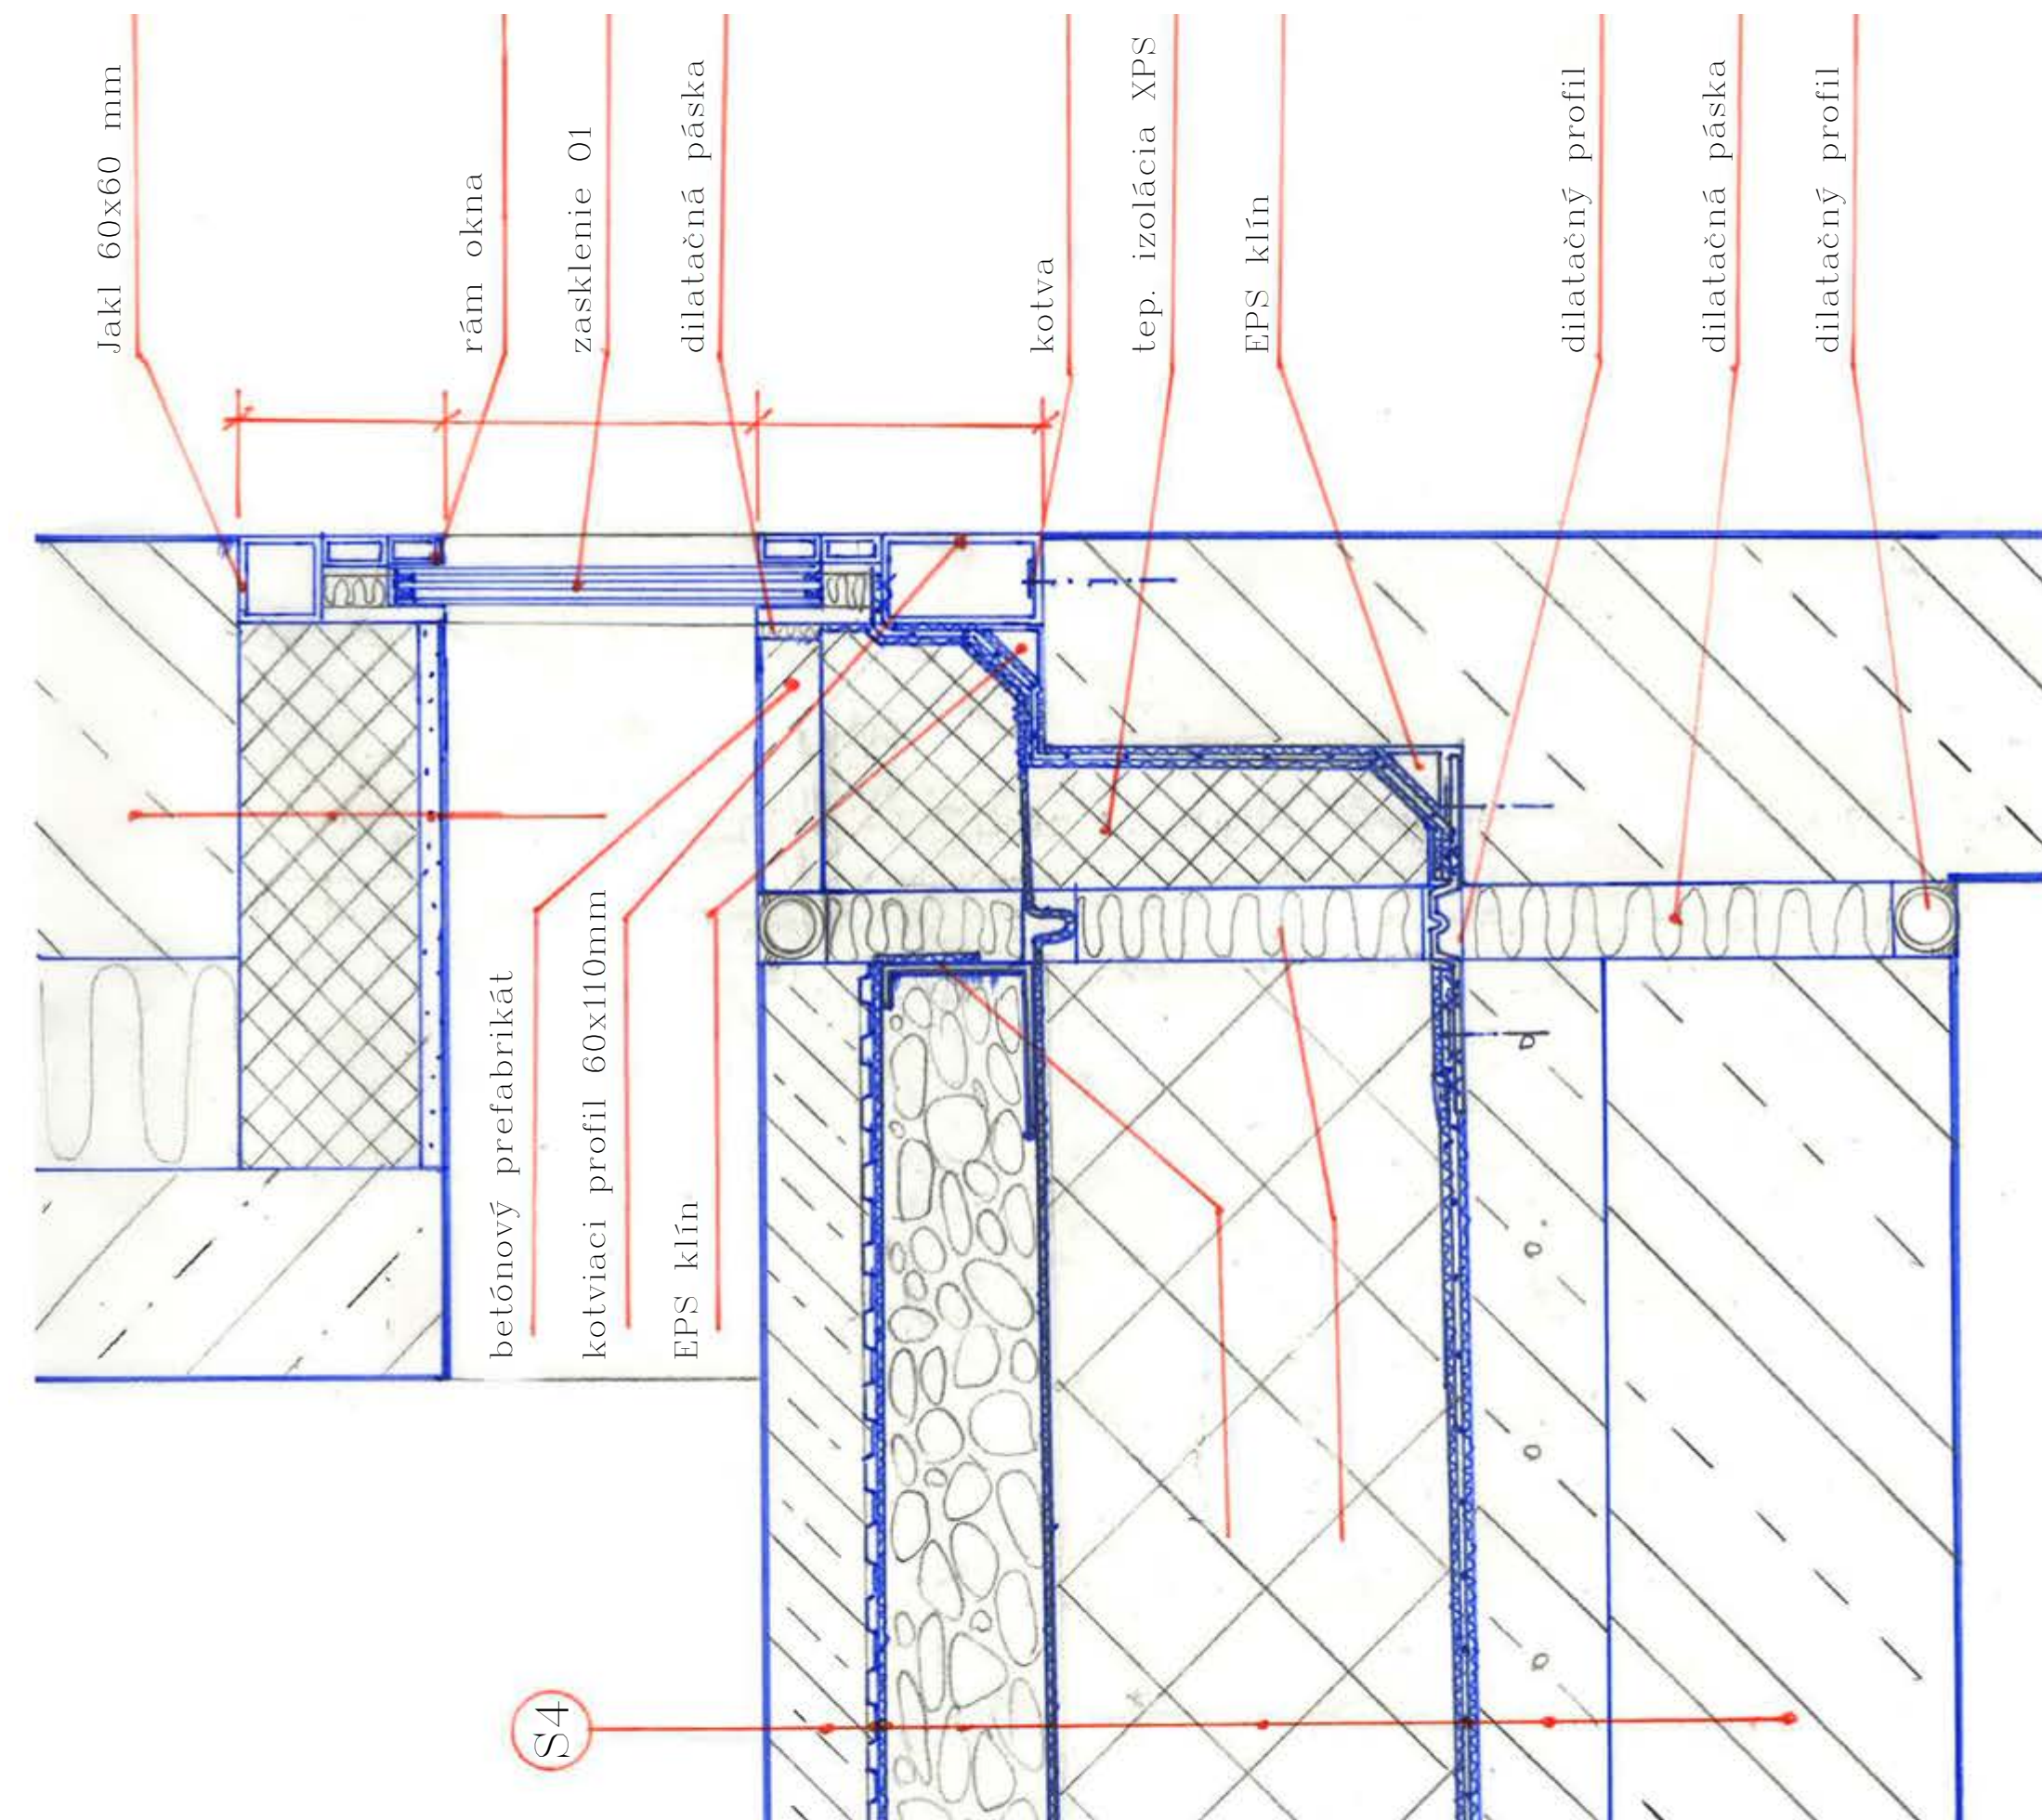 Jakl 60x60 mm
rám okna
zasklenie 01
dilatačná páska
kotva
tep. izolácia XPS
EPS klín
dilatačný profil
dilatačná páska
dilatačný profil
betónový prefabrikát
kotviaci profil 60x110mm
EPS klín
S4